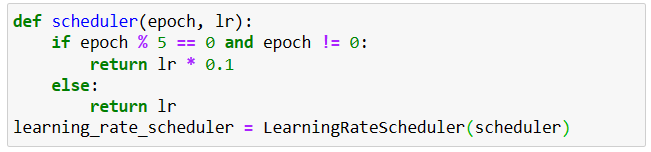 def scheduler(epoch, lr):
    if epoch % 5 == 0 and epoch != 0:
        return lr * 0.1
    else:
        return lr
learning_rate_scheduler = LearningRateScheduler(scheduler)